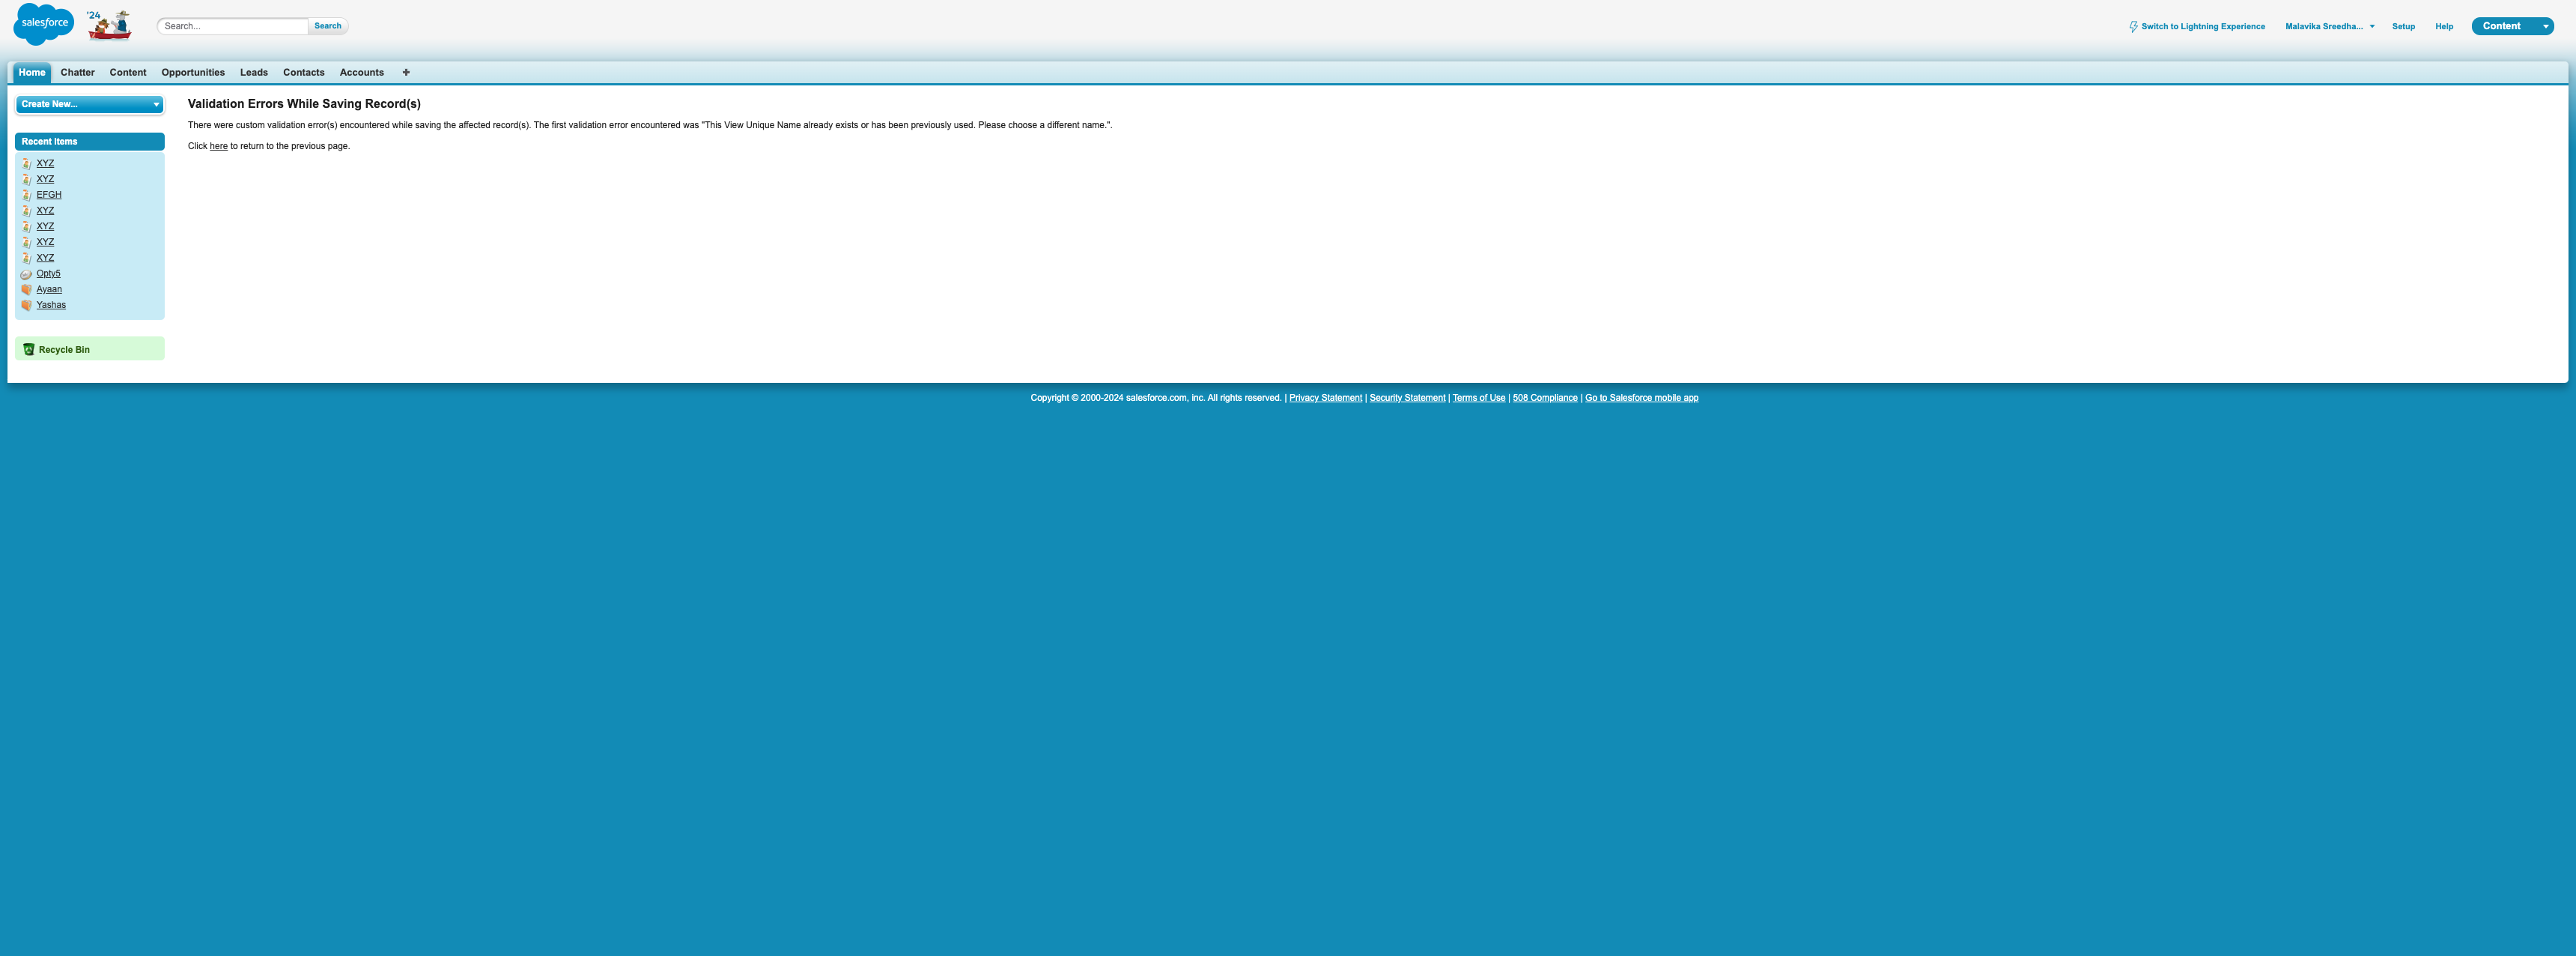 salesforce
'24
Search...
Search
Switch to Lightning Experience
Malavika Sreedha...
Setup
Help
Content
Home
Chatter
Content
Opportunities
Leads
Contacts
Accounts
+
Create New...
Recent Items
XYZ
XYZ
EFGH
XYZ
XYZ
XYZ
XYZ
Opty5
Ayaan
Yashas
Recycle Bin
Validation Errors While Saving Record(s)
There were custom validation error(s) encountered while saving the affected record(s). The first validation error encountered was "This View Unique Name already exists or has been previously used. Please choose a different name.".
Click here to return to the previous page.
Copyright © 2000-2024 salesforce.com, inc. All rights reserved. | Privacy Statement | Security Statement | Terms of Use | 508 Compliance | Go to Salesforce mobile app